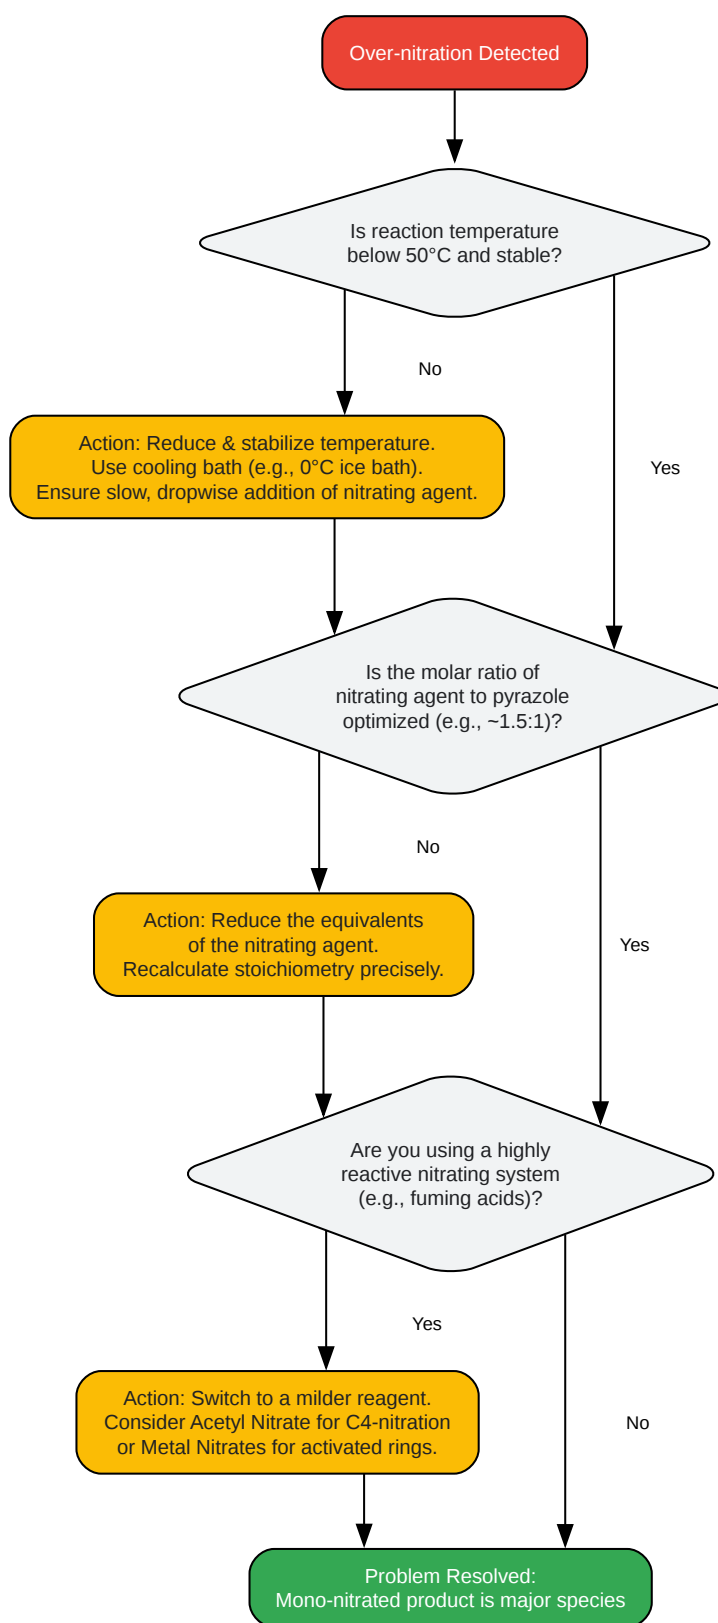 Over-nitration Detected
Is reaction temperature
below 50°C and stable?
No
Yes
Action: Reduce & stabilize temperature.
Use cooling bath (e.g., 0°C ice bath).
Ensure slow, dropwise addition of nitrating agent.
Is the molar ratio of
nitrating agent to pyrazole
optimized (e.g., ~1.5:1)?
No
Yes
Action: Reduce the equivalents
of the nitrating agent.
Recalculate stoichiometry precisely.
Are you using a highly
reactive nitrating system
(e.g., fuming acids)?
Yes
No
Action: Switch to a milder reagent.
Consider Acetyl Nitrate for C4-nitration
or Metal Nitrates for activated rings.
Problem Resolved:
Mono-nitrated product is major species